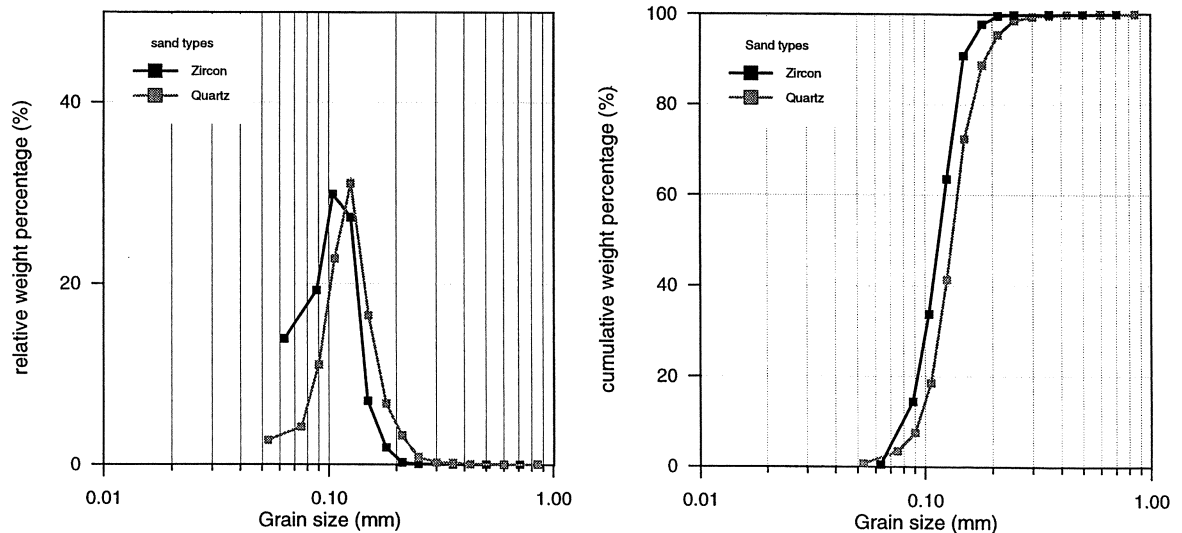 relative weight percentage (%)
40
20
0
sand types
Zircon
Quartz
0.01
0.10
1.00
Grain size (mm)
cumulative weight percentage (%)
100
80
60
40
20
0
Sand types
Zircon
Quartz
0.01
0.10
1.00
Grain size (mm)